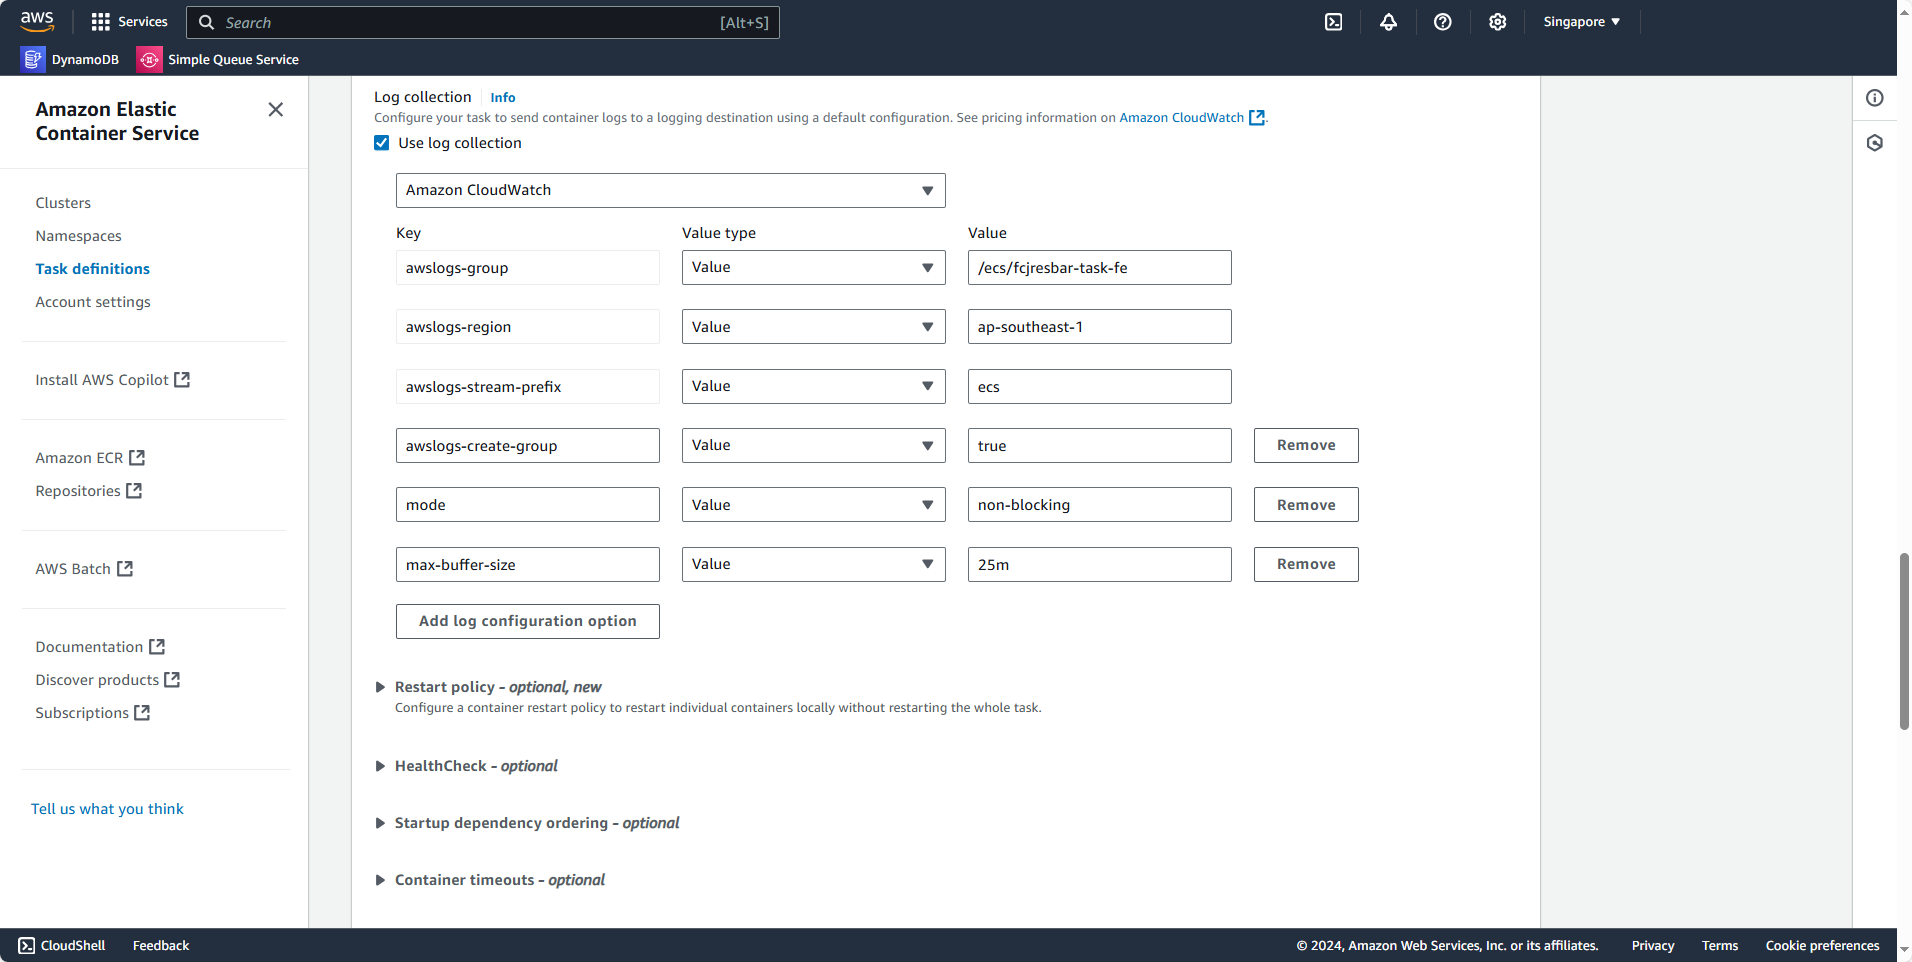 aws
Services
Search
[Alt+S]
Singapore
DynamoDB
Simple Queue Service
Amazon Elastic
Container Service
Clusters
Namespaces
Task definitions
Account settings
Install AWS Copilot
Amazon ECR
Repositories
AWS Batch
Documentation
Discover products
Subscriptions
Tell us what you think
Log collection Info
Configure your task to send container logs to a logging destination using a default configuration. See pricing information on Amazon CloudWatch.
Use log collection
Amazon CloudWatch
Key Value type Value
awslogs-group Value /ecs/fcjresbar-task-fe
awslogs-region Value ap-southeast-1
awslogs-stream-prefix Value ecs
awslogs-create-group Value true Remove
mode Value non-blocking Remove
max-buffer-size Value 25m Remove
Add log configuration option
Restart policy - optional, new
Configure a container restart policy to restart individual containers locally without restarting the whole task.
HealthCheck - optional
Startup dependency ordering - optional
Container timeouts - optional
CloudShell Feedback © 2024, Amazon Web Services, Inc. or its affiliates. Privacy Terms Cookie preferences